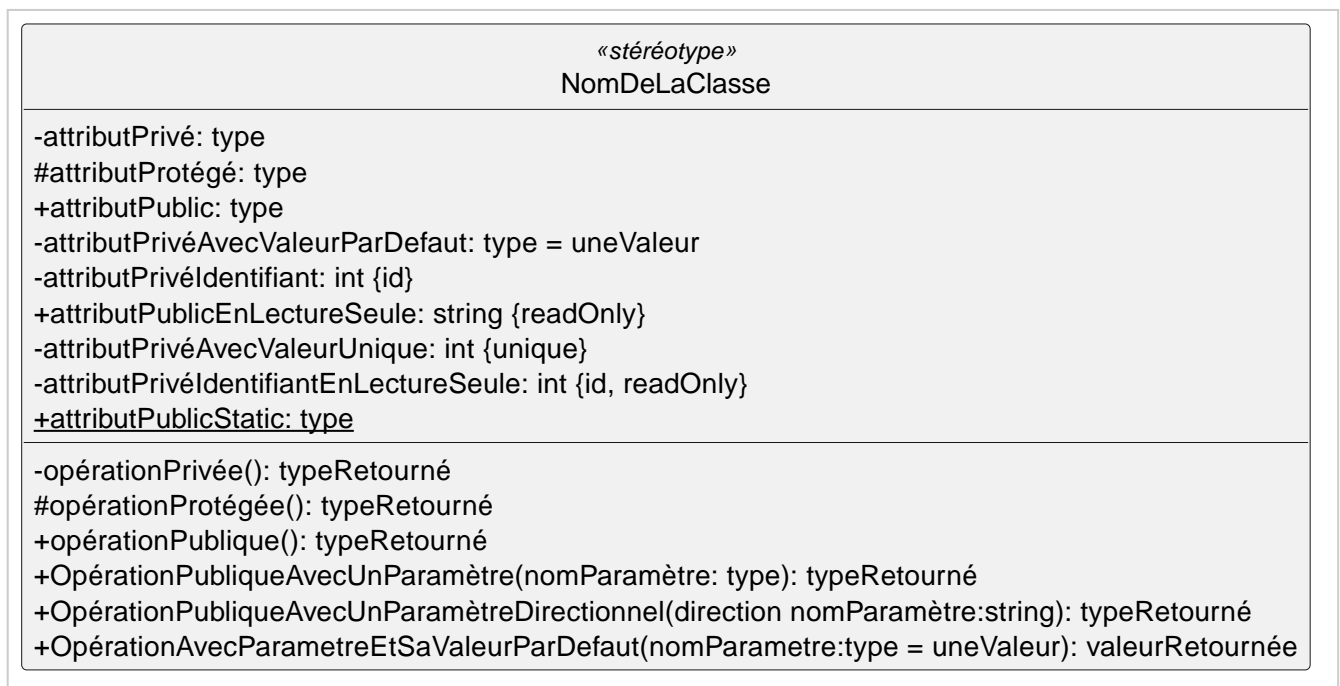 «stéréotype»
NomDeLaClasse
-attributPrivé: type
#attributProtégé: type
+attributPublic: type
-attributPrivéAvecValeurParDefaut: type = uneValeur
-attributPrivéIdentifiant: int {id}
+attributPublicEnLectureSeule: string {readOnly}
-attributPrivéAvecValeurUnique: int {unique}
-attributPrivéIdentifiantEnLectureSeule: int {id, readOnly}
+attributPublicStatic: type
-opérationPrivée(): typeRetourné
#opérationProtégée(): typeRetourné
+opérationPublique(): typeRetourné
+OpérationPubliqueAvecUnParamètre(nomParamètre: type): typeRetourné
+OpérationPubliqueAvecUnParamètreDirectionnel(direction nomParamètre:string): typeRetourné
+OpérationAvecParametreEtSaValeurParDefaut(nomParametre:type = uneValeur): valeurRetournée